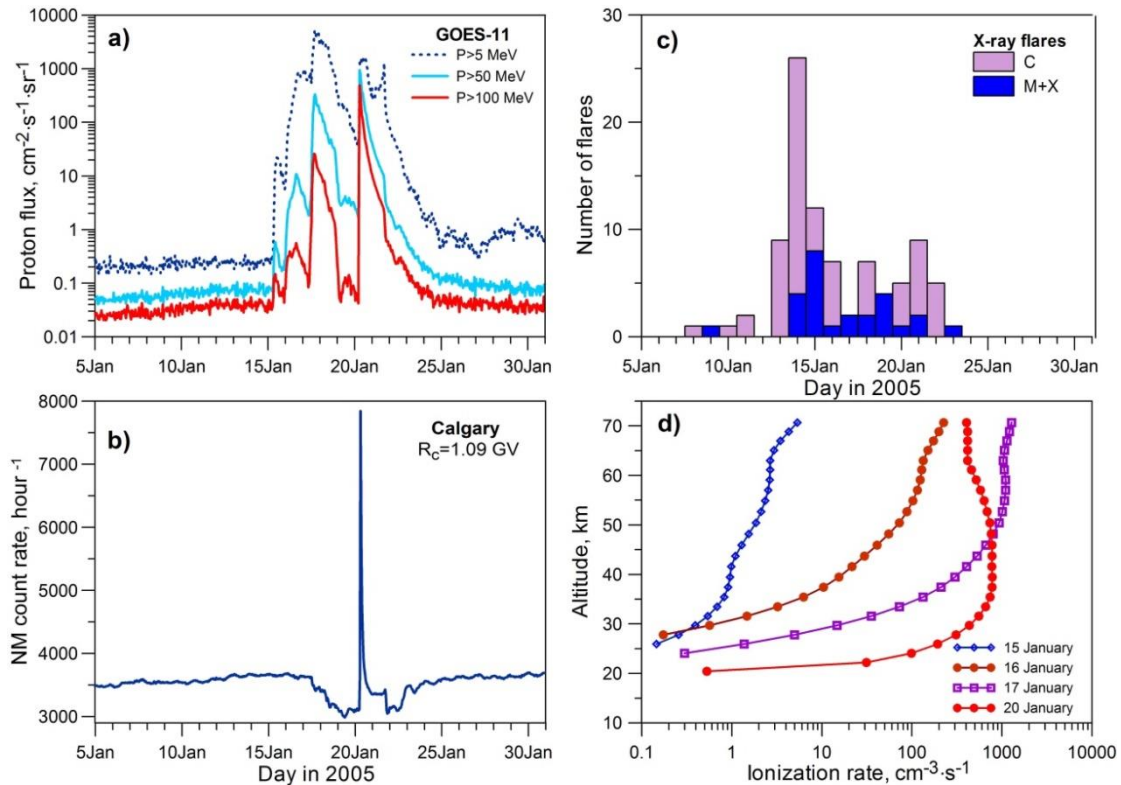 a)
GOES-11
P>5 MeV
P>50 MeV
P>100 MeV
Proton flux, cm⁻²·s⁻¹·sr⁻¹
10000
1000
100
10
1
0.1
0.01
5Jan 10Jan 15Jan 20Jan 25Jan 30Jan
c)
X-ray flares
C
M+X
Number of flares
30
20
10
0
5Jan 10Jan 15Jan 20Jan 25Jan 30Jan
Day in 2005
b)
Calgary
R_c=1.09 GV
NM count rate, hour ⁻¹
8000
7000
6000
5000
4000
3000
5Jan 10Jan 15Jan 20Jan 25Jan 30Jan
Day in 2005
d)
Altitude, km
70
60
50
40
30
20
10
15 January
16 January
17 January
20 January
0.1 1 10 100 1000 10000
Ionization rate, cm⁻³·s⁻¹